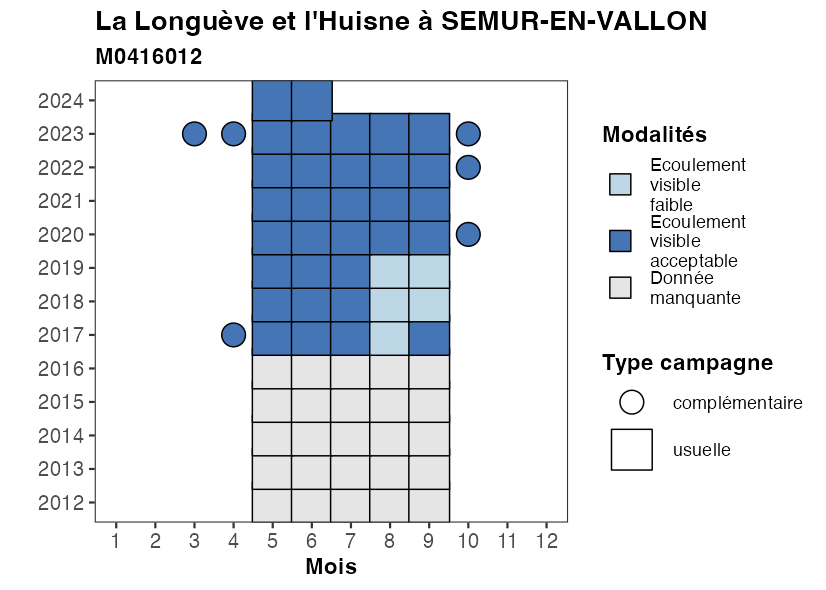 La Longuève et l'Huisne à SEMUR-EN-VALLON
M0416012
2024
2023
2022
2021
2020
2019
2018
2017
2016
2015
2014
2013
2012
1 2 3 4 5 6 7 8 9 10 11 12
Mois
Modalités
Ecoulement
visible
faible
Ecoulement
visible
acceptable
Donnée
manquante
Type campagne
complémentaire
usuelle